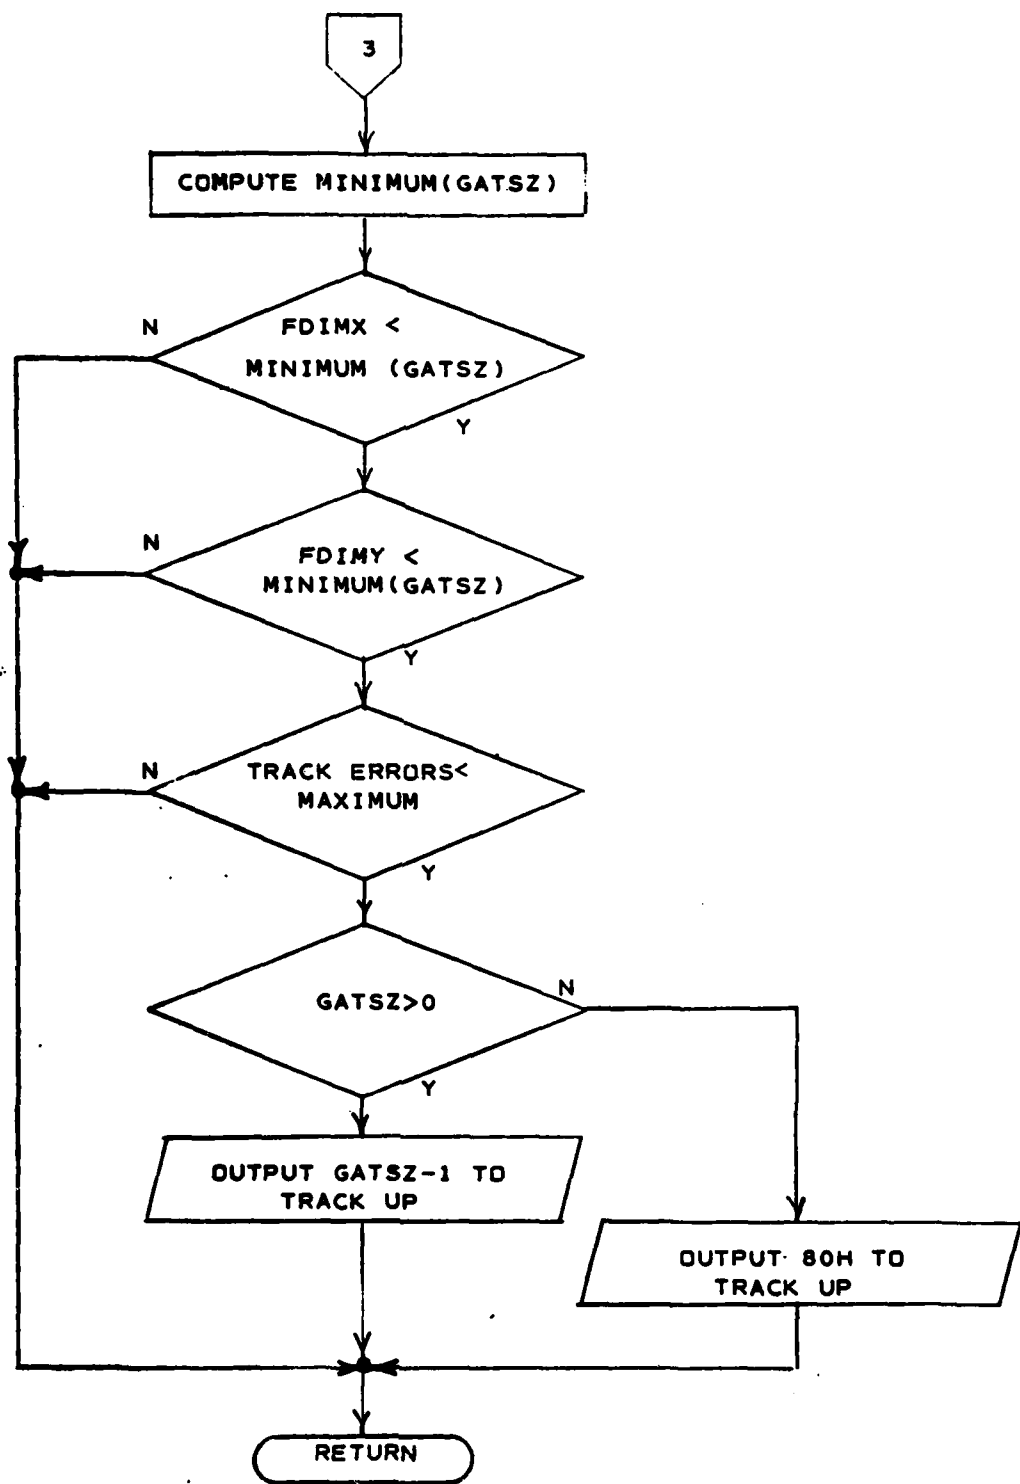 3
COMPUTE MINIMUM(GATSZ)
N
FDIMX <
MINIMUM (GATSZ)
Y
N
FDIMY <
MINIMUM(GATSZ)
Y
N
TRACK ERRORS<
MAXIMUM
Y
GATSZ>0
N
Y
OUTPUT GATSZ-1 TO
TRACK UP
OUTPUT 80H TO
TRACK UP
RETURN